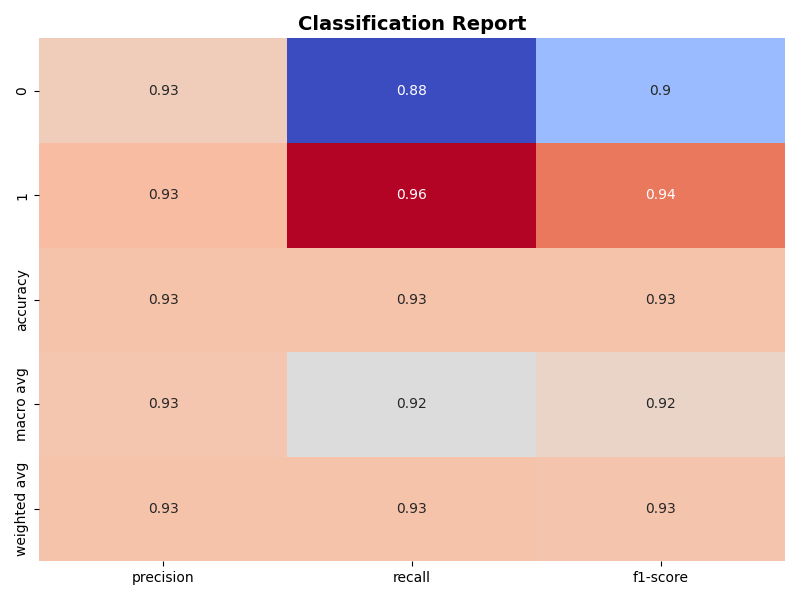 Classification Report
0 0.93 0.88 0.9
1 0.93 0.96 0.94
accuracy 0.93 0.93 0.93
macro avg 0.93 0.92 0.92
weighted avg 0.93 0.93 0.93
precision recall f1-score